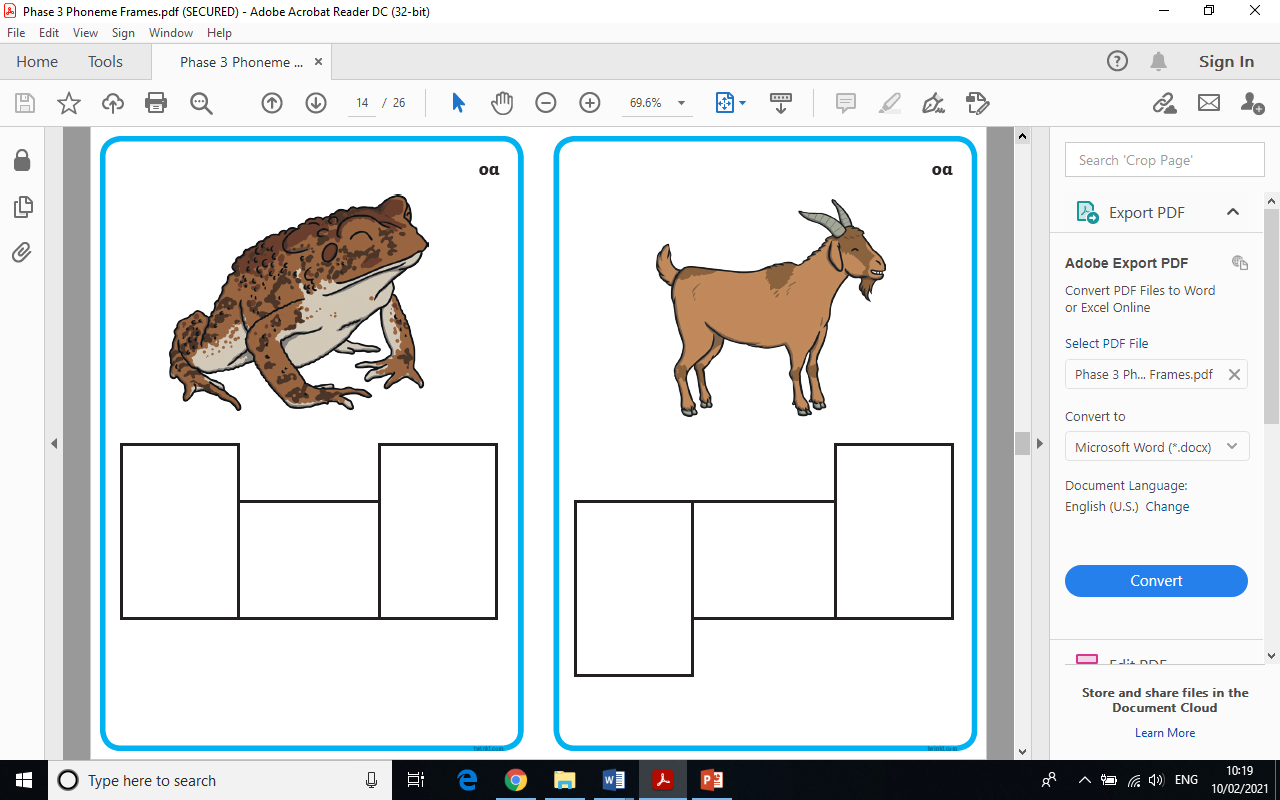 Phase 3 Phoneme Frames.pdf (SECURED) - Adobe Acrobat Reader DC (32-bit)
File Edit View Sign Window Help
Home Tools Phase 3 Phoneme ... Sign In
14 / 26 69.6%
oa
oa
Search 'Crop Page'
Export PDF
Adobe Export PDF
Convert PDF Files to Word
or Excel Online
Select PDF File
Phase 3 Ph... Frames.pdf
Convert to
Microsoft Word (*.docx)
Document Language:
English (U.S.) Change
Convert
Edit PDF
Store and share files in the
Document Cloud
Learn More
Type here to search
ENG
10:19
10/02/2021